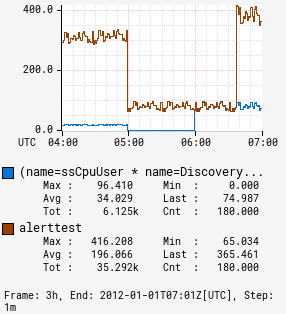 400.0
200.0
0.0
UTC 04:00 05:00 06:00 07:00
(name=ssCpuUser * name=Discovery...
Max : 96.410 Min : 0.000
Avg : 34.029 Last : 74.987
Tot : 6.125k Cnt : 180.000
alerttest
Max : 416.208 Min : 65.034
Avg : 196.066 Last : 365.461
Tot : 35.292k Cnt : 180.000
Frame: 3h, End: 2012-01-01T07:01Z[UTC], Step:
1m